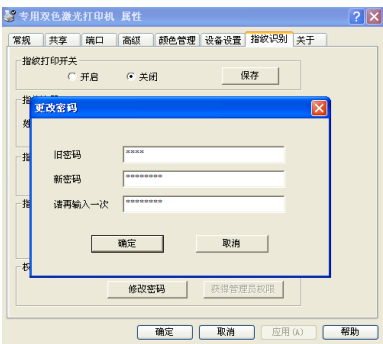 专用双色激光打印机 属性
常规 共享 端口 高级 颜色管理 设备设置 指纹识别 关于
指纹打印开关
开启 关闭 保存
更改密码
旧密码 ****
新密码 ********
请再输入一次 ********
确定 取消
修改密码 获得管理员权限
确定 取消 应用(A) 帮助